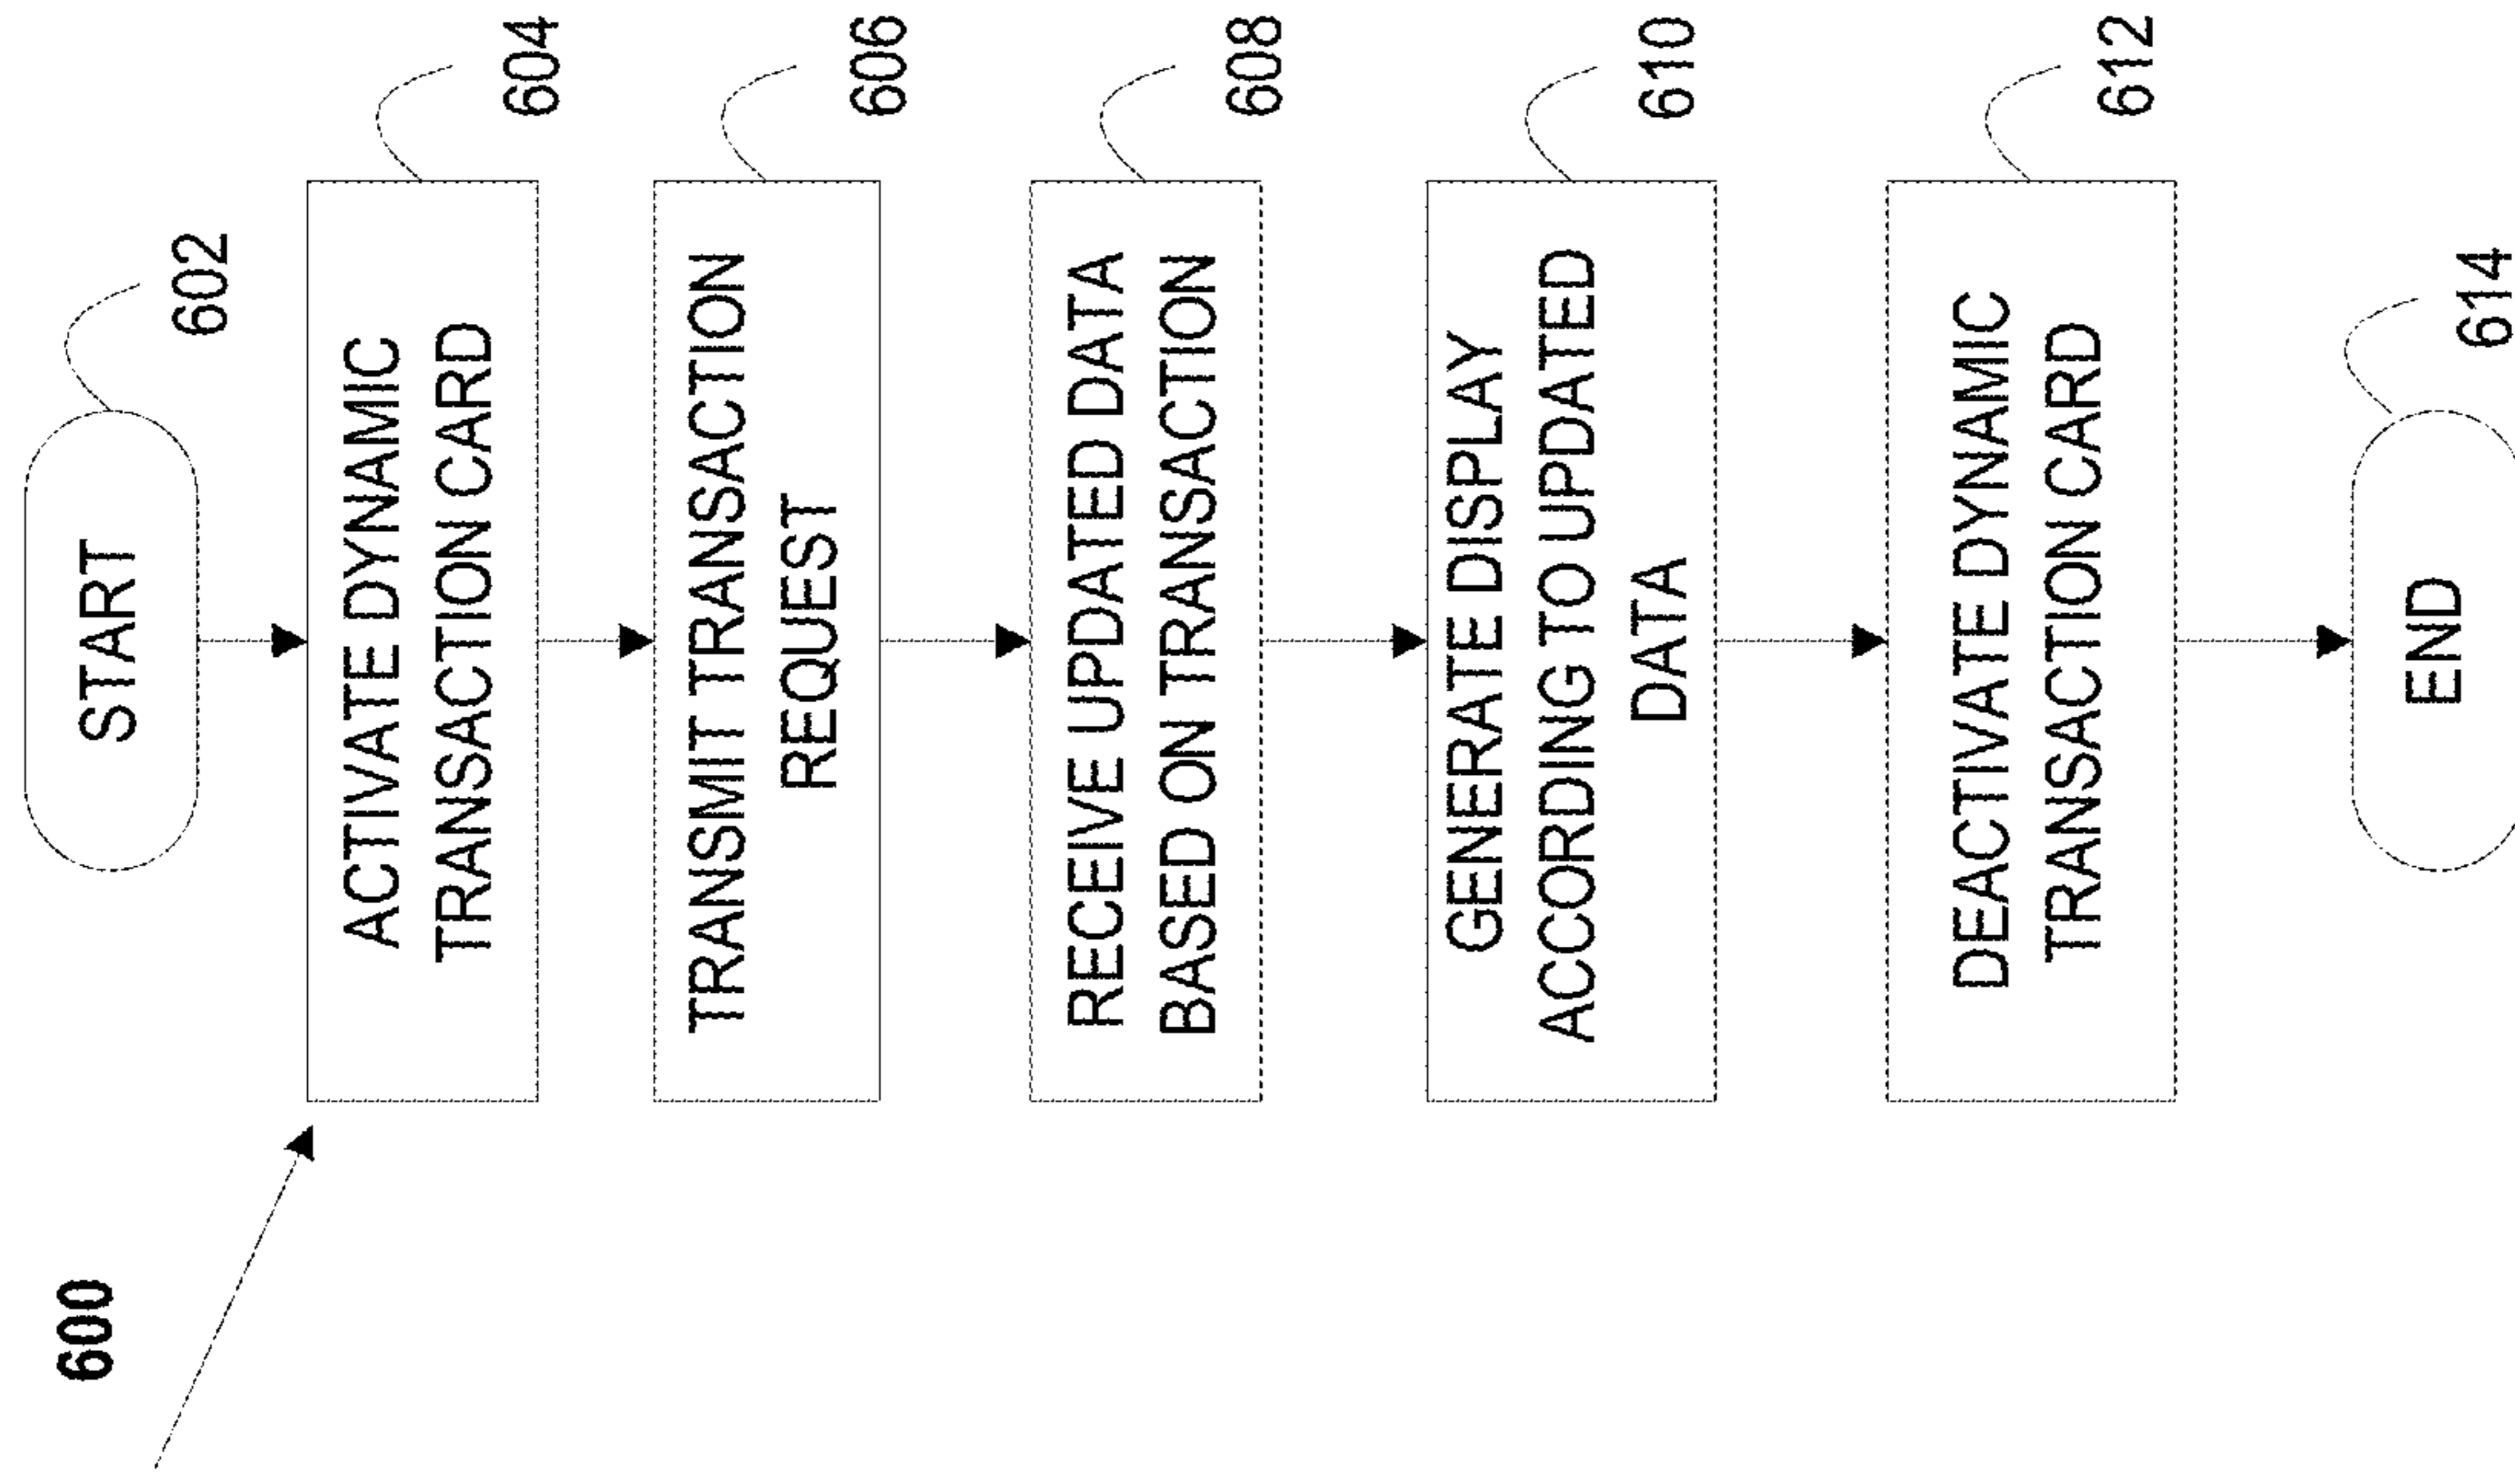 600
START
602
ACTIVATE DYNAMIC
TRANSACTION CARD
604
TRANSMIT TRANSACTION
REQUEST
606
RECEIVE UPDATED DATA
BASED ON TRANSACTION
608
GENERATE DISPLAY
ACCORDING TO UPDATED
DATA
610
DEACTIVATE DYNAMIC
TRANSACTION CARD
612
END
614